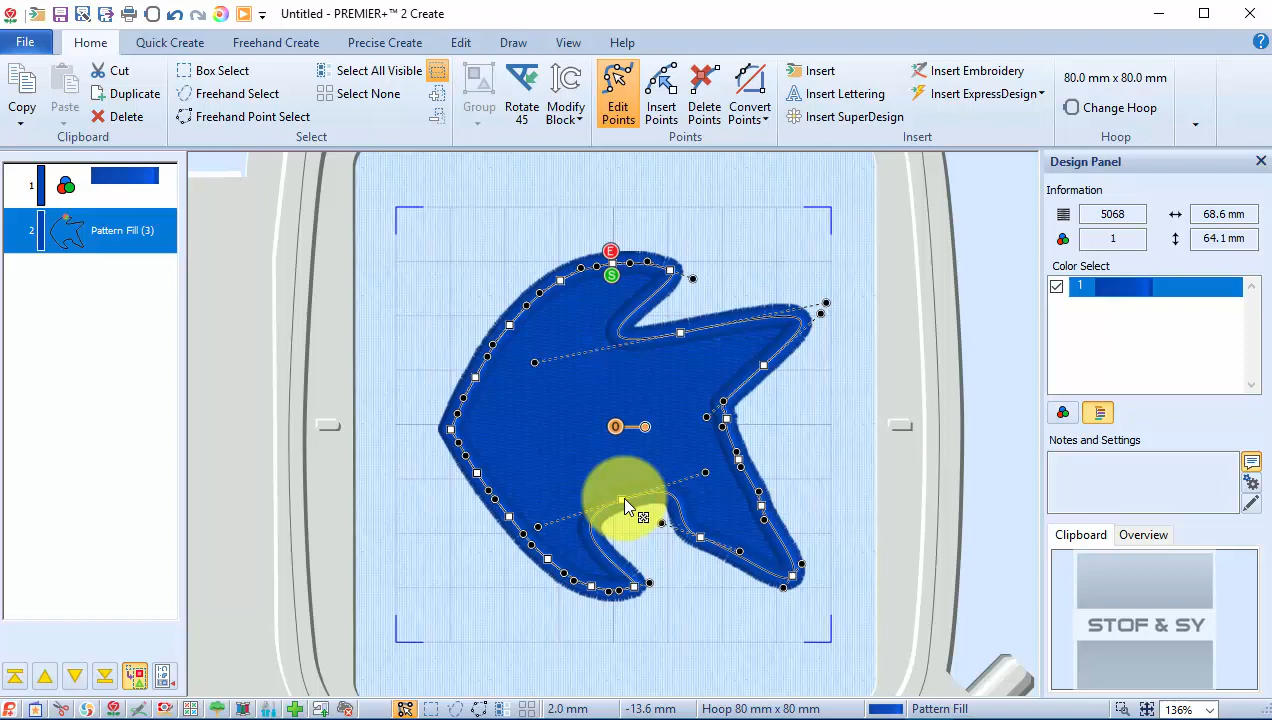 Untitled - PREMIER+™ 2 Create
File Home Quick Create Freehand Create Precise Create Edit Draw View Help
Copy
Paste
Cut
Duplicate
Delete
Clipboard
Box Select
Freehand Select
Freehand Point Select
Select All Visible
Select None
Select
Group
Rotate 45
Modify Block
Edit Points
Insert Points
Delete Points
Convert Points
Points
Insert
Insert Lettering
Insert SuperDesign
Insert Embroidery
Insert ExpressDesign
Insert
80.0 mm x 80.0 mm
Change Hoop
Hoop
1
2 Pattern Fill (3)
E
S
0
Design Panel
Information
5068 68.6 mm
1 64.1 mm
Color Select
1
Notes and Settings
Clipboard Overview
STOF & SY
2.0 mm -13.6 mm Hoop 80 mm x 80 mm Pattern Fill 136%